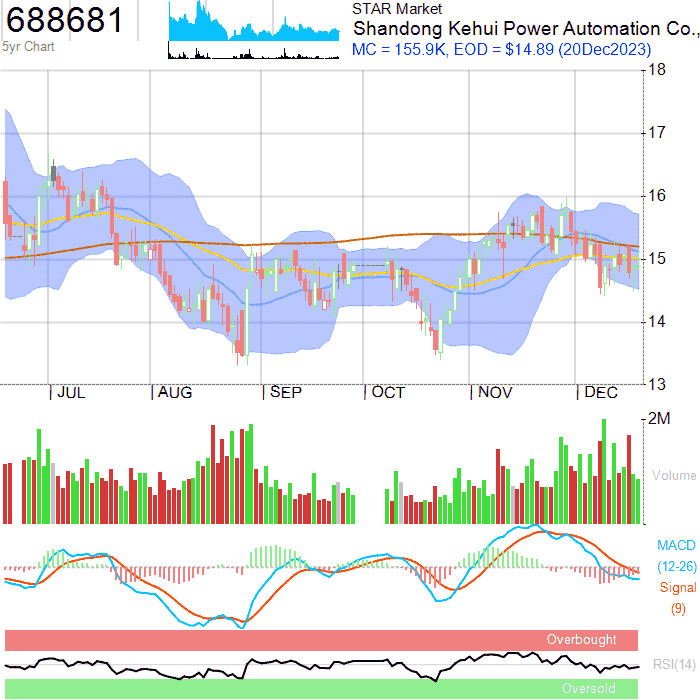 688681
5yr Chart
STAR Market
Shandong Kehui Power Automation Co.,
MC = 155.9K, EOD = $14.89 (20Dec2023)
18
17
16
15
14
13
JUL AUG SEP OCT NOV DEC
2M
Volume
MACD
(12-26)
Signal
(9)
Overbought
RSI(14)
Oversold